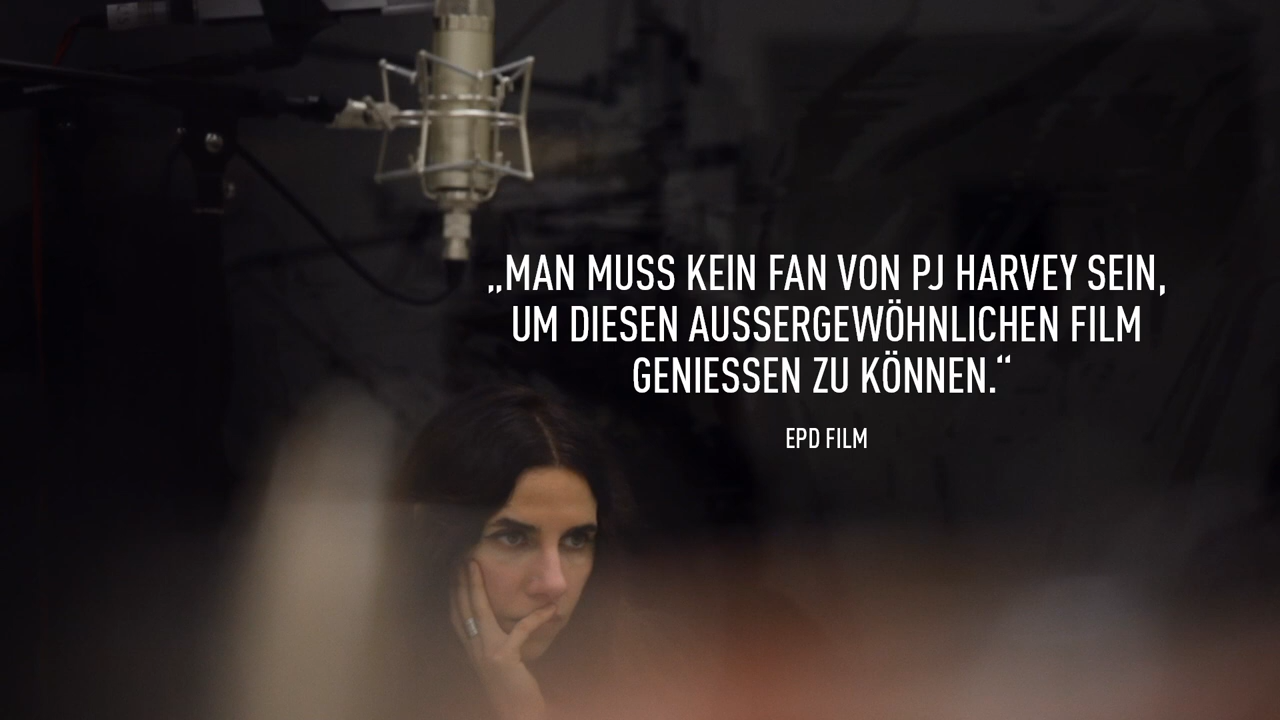 „MAN MUSS KEIN FAN VON PJ HARVEY SEIN,
UM DIESEN AUSSERGEWÖHNLICHEN FILM
GENIESSEN ZU KÖNNEN.“
EPD FILM